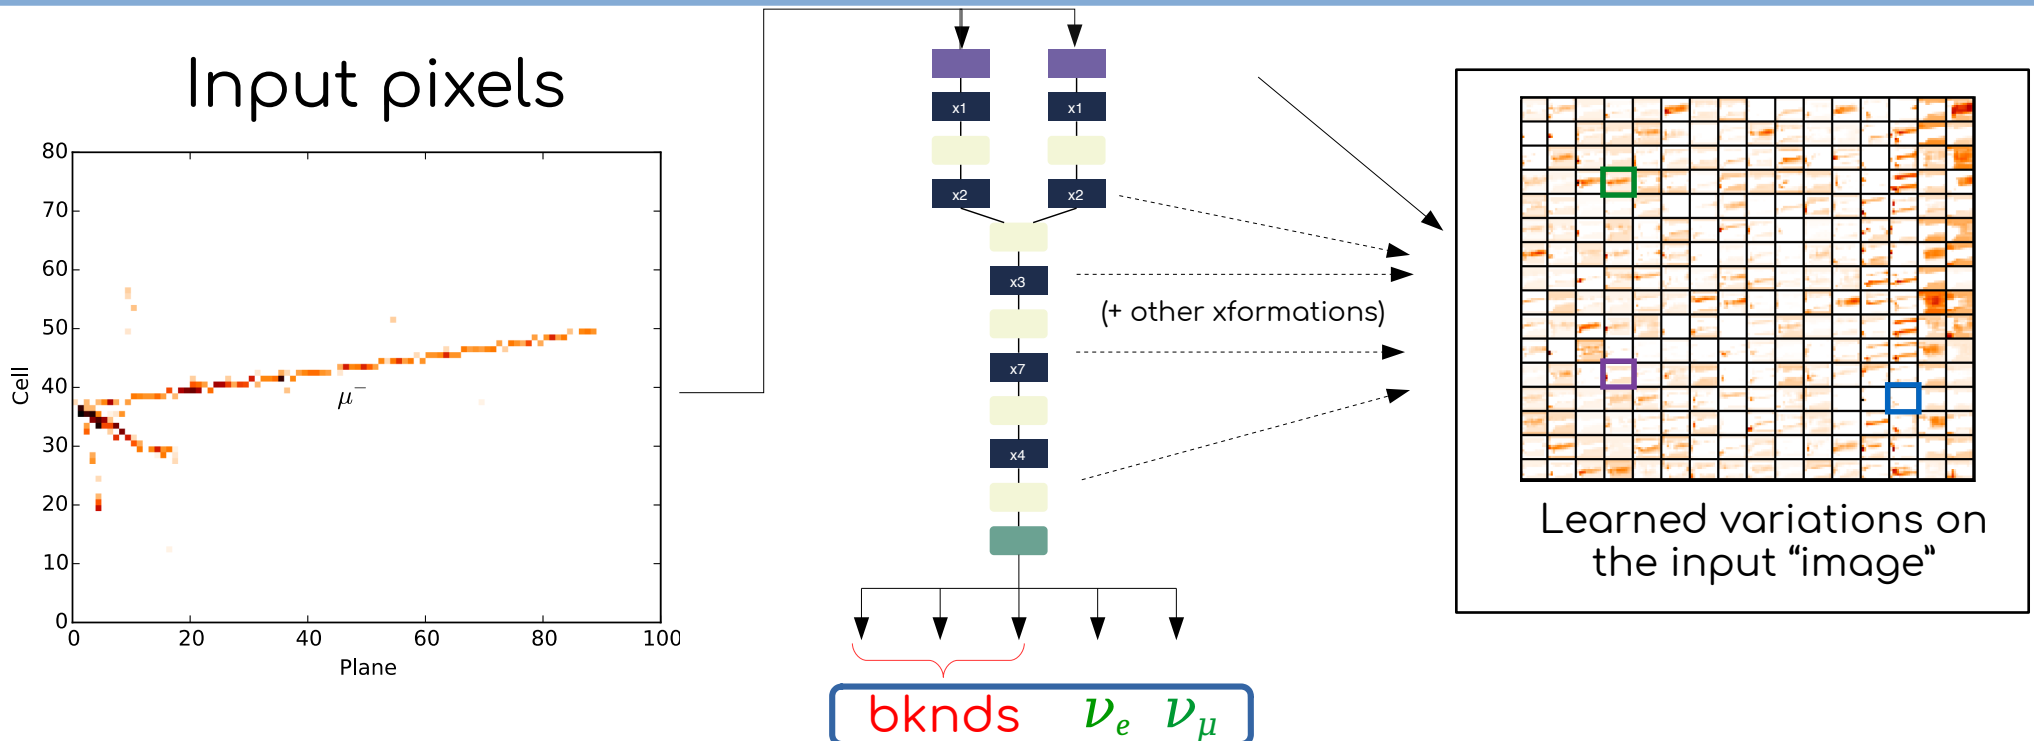 Input pixels
80
70
60
50
40
30
20
10
0
Cell
0 20 40 60 80 100
Plane
μ⁻
x1 x1
x2 x2
x3
x7
x4
(+ other xformations)
bknds νe νμ
Learned variations on
the input “image”